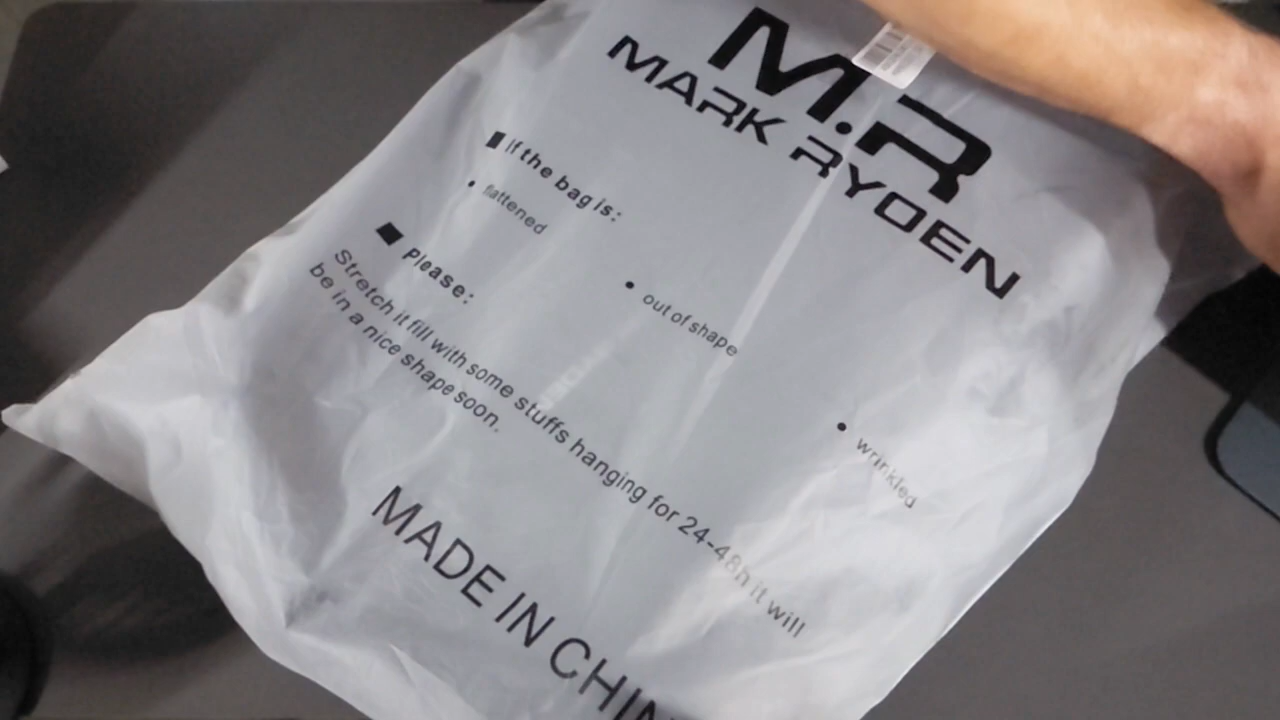 M.R
MARK RYOEN
if the bag is:
• flattened
• out of shape
• wrinkled
Please:
Stretch it fill with some stuffs hanging for 24-48h it will
be in a nice shape soon.
MADE IN CHIN